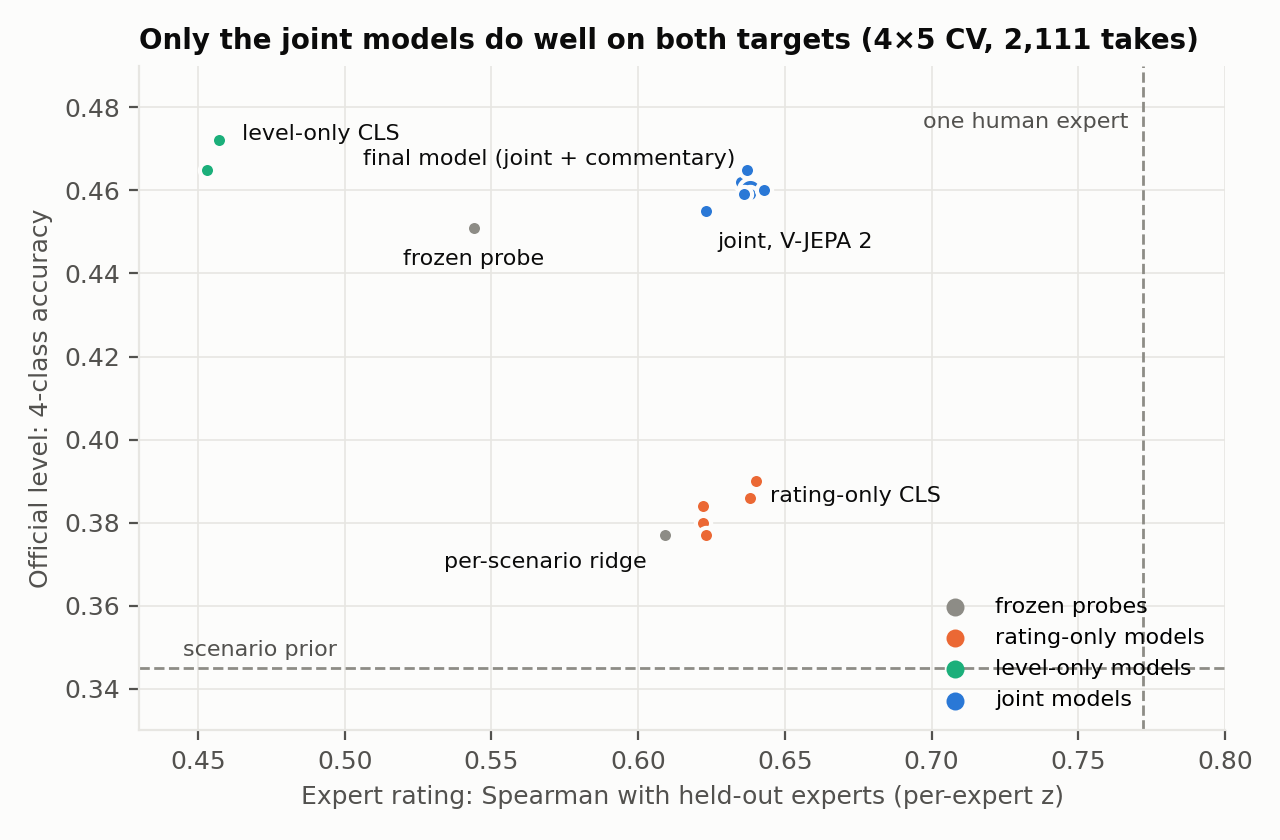 Only the joint models do well on both targets (4×5 CV, 2,111 takes)
Official level: 4-class accuracy
0.48
0.46
0.44
0.42
0.40
0.38
0.36
0.34
level-only CLS
one human expert
final model (joint + commentary)
joint, V-JEPA 2
frozen probe
rating-only CLS
per-scenario ridge
scenario prior
frozen probes
rating-only models
level-only models
joint models
0.45 0.50 0.55 0.60 0.65 0.70 0.75 0.80
Expert rating: Spearman with held-out experts (per-expert z)